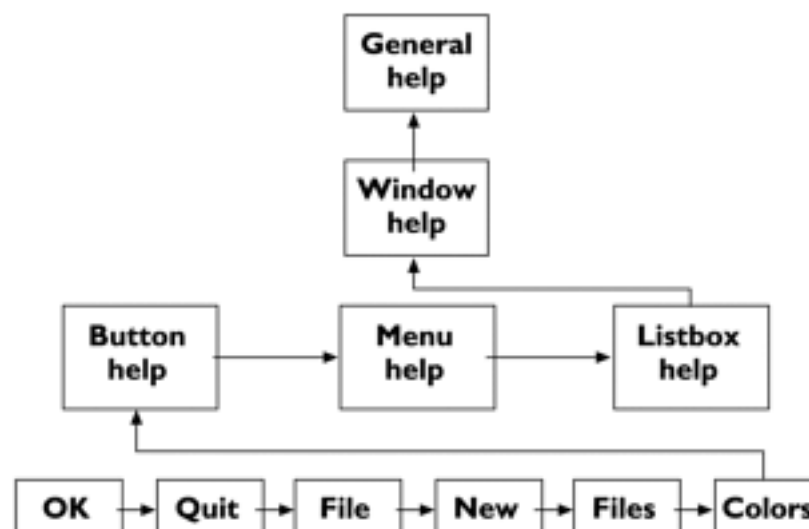 General
help
Window
help
Button
help
Menu
help
Listbox
help
OK
Quit
File
New
Files
Colors